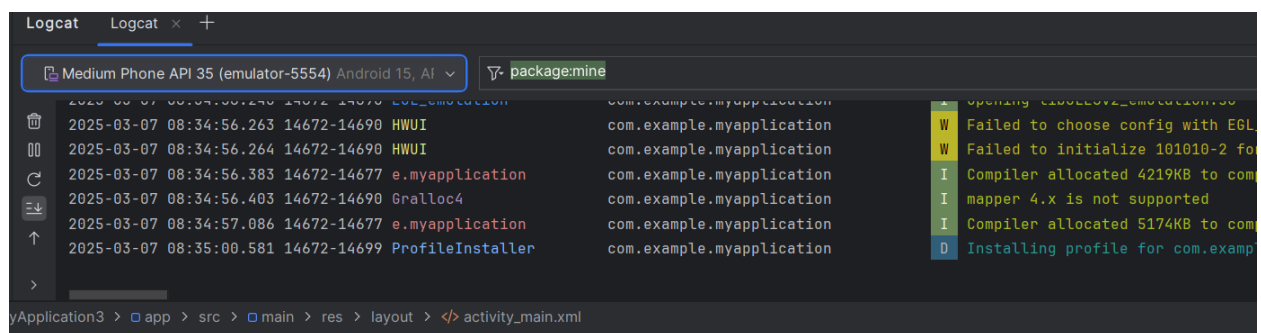 Logcat Logcat × +
Medium Phone API 35 (emulator-5554) Android 15, AF package:mine
2025-03-07 08:34:56.263 14672-14690 HWUI com.example.myapplication W Failed to choose config with EGL_
2025-03-07 08:34:56.264 14672-14690 HWUI com.example.myapplication W Failed to initialize 101010-2 fo
2025-03-07 08:34:56.383 14672-14677 e.myapplication com.example.myapplication I Compiler allocated 4219KB to com
2025-03-07 08:34:56.403 14672-14690 Gralloc4 com.example.myapplication I mapper 4.x is not supported
2025-03-07 08:34:57.086 14672-14677 e.myapplication com.example.myapplication I Compiler allocated 5174KB to com
2025-03-07 08:35:00.581 14672-14699 ProfileInstaller com.example.myapplication D Installing profile for com.examp
yApplication3 > app > src > main > res > layout > </> activity_main.xml